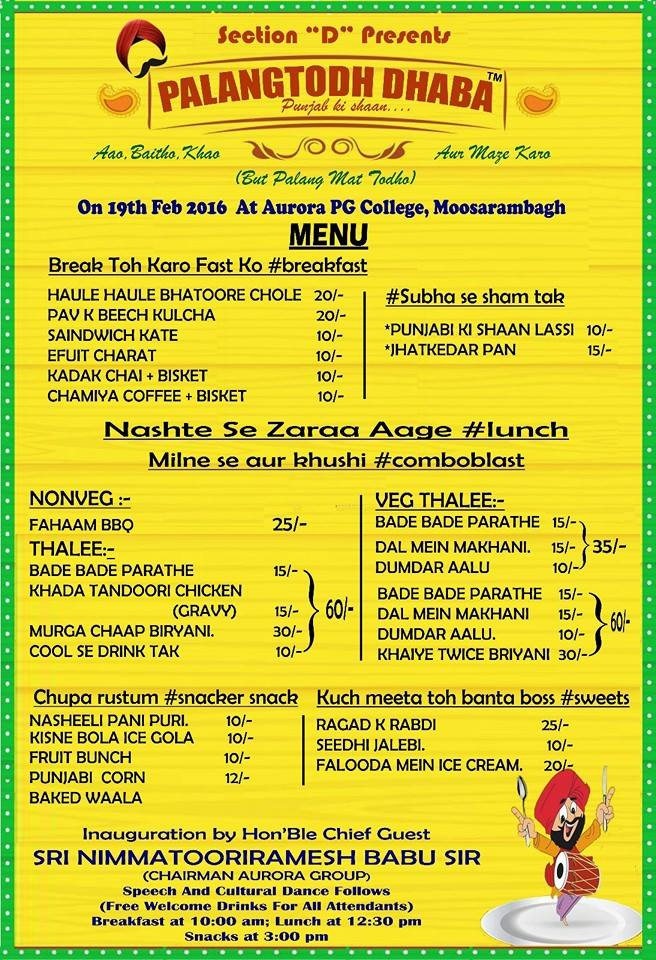 Section "D" Presents
PALANGTODH DHABA TM
Punjab ki shaan....
Aao,Baitho,Khao Aur Maze Karo
(But Palang Mat Todho)
On 19th Feb 2016 At Aurora PG College, Moosarambagh
MENU
Break Toh Karo Fast Ko #breakfast
HAULE HAULE BHATOORE CHOLE 20/-
PAV K BEECH KULCHA 20/-
SAINDWICH KATE 10/-
EFUIT CHARAT 10/-
KADAK CHAI + BISKET 10/-
CHAMIYA COFFEE + BISKET 10/-
#Subha se sham tak
*PUNJABI KI SHAAN LASSI 10/-
*JHATKEDAR PAN 15/-
Nashte Se Zaraa Aage #lunch
Milne se aur khushi #comboblast
NONVEG :-
FAHAAM BBQ 25/-
THALEE:-
BADE BADE PARATHE 15/-
KHADA TANDOORI CHICKEN
(GRAVY) 15/- 60/-
MURGA CHAAP BIRYANI. 30/-
COOL SE DRINK TAK 10/-
VEG THALEE:-
BADE BADE PARATHE 15/-
DAL MEIN MAKHANI. 15/- 35/-
DUMDAR AALU 10/-
BADE BADE PARATHE 15/-
DAL MEIN MAKHANI 15/-
DUMDAR AALU. 10/- 60/-
KHAIYE TWICE BRIYANI 30/-
Chupa rustum #snacker snack
NASHEELI PANI PURI. 10/-
KISNE BOLA ICE GOLA 10/-
FRUIT BUNCH 10/-
PUNJABI CORN 12/-
BAKED WAALA
Kuch meeta toh banta boss #sweets
RAGAD K RABDI 25/-
SEEDHI JALEBI. 10/-
FALOODA MEIN ICE CREAM. 20/-
Inauguration by Hon'Ble Chief Guest
SRI NIMMATOORIRAMESH BABU SIR
(CHAIRMAN AURORA GROUP)
Speech And Cultural Dance Follows
(Free Welcome Drinks For All Attendants)
Breakfast at 10:00 am; Lunch at 12:30 pm
Snacks at 3:00 pm